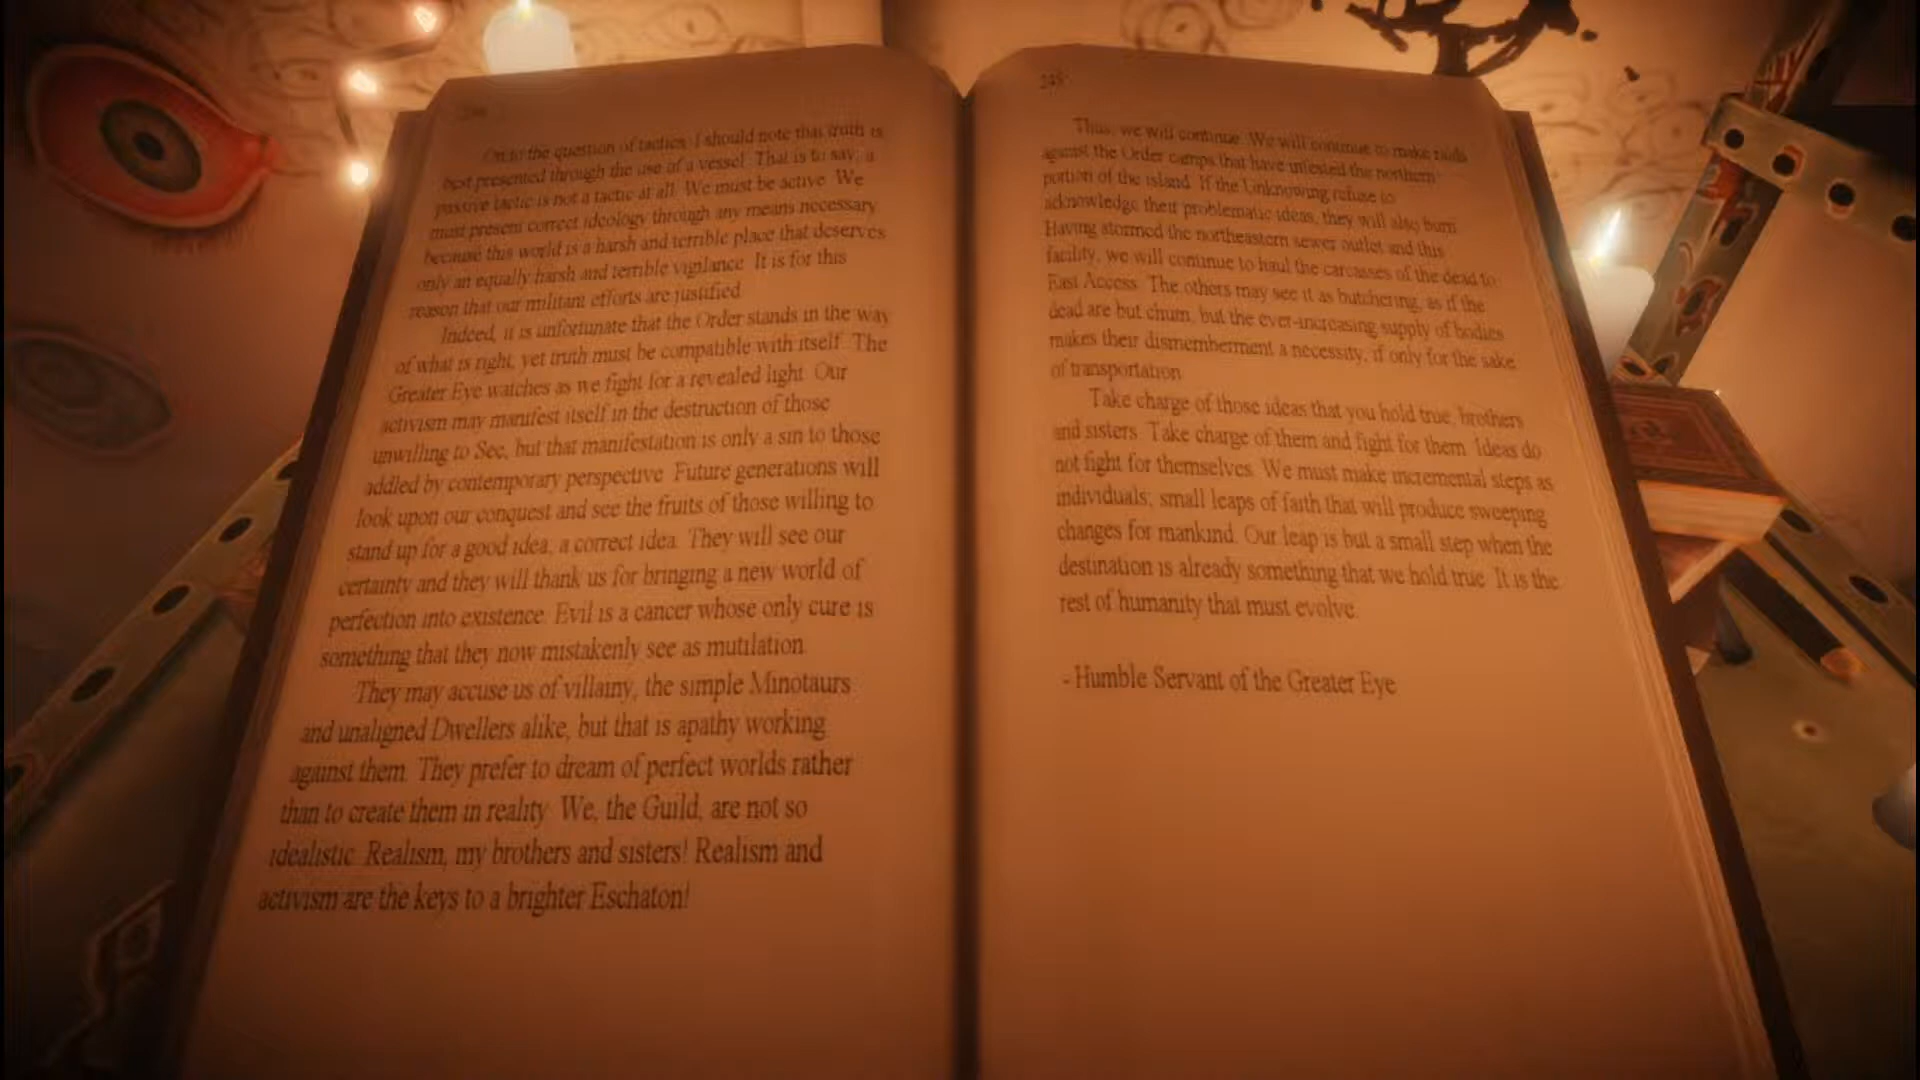 On to the question of tactics, I should note that truth is
best presented through the use of a vessel. That is to say, a
passive tactic is not a tactic at all. We must be active. We
must present correct ideology through any means necessary
because this world is a harsh and terrible place that deserves
only an equally harsh and terrible vigilance. It is for this
reason that our militant efforts are justified.
Indeed, it is unfortunate that the Order stands in the way
of what is right, yet truth must be compatible with itself. The
Greater Eye watches as we fight for a revealed light. Our
activism may manifest itself in the destruction of those
unwilling to See, but that manifestation is only a sin to those
addled by contemporary perspective. Future generations will
look upon our conquest and see the fruits of those willing to
stand up for a good idea, a correct idea. They will see our
certainty and they will thank us for bringing a new world of
perfection into existence. Evil is a cancer whose only cure is
something that they now mistakenly see as mutilation.
They may accuse us of villainy, the simple Minotaurs
and unaligned Dwellers alike, but that is apathy working
against them. They prefer to dream of perfect worlds rather
than to create them in reality. We, the Guild, are not so
idealistic. Realism, my brothers and sisters! Realism and
activism are the keys to a brighter Eschaton!
Thus, we will continue. We will continue to make raids
against the Order camps that have infested the northern
portion of the island. If the Unknowing refuse to
acknowledge their problematic ideas, they will also burn.
Having stormed the northeastern sewer outlet and this
facility, we will continue to haul the carcasses of the dead to
East Access. The others may see it as butchering, as if the
dead are but chum, but the ever-increasing supply of bodies
makes their dismemberment a necessity, if only for the sake
of transportation.
Take charge of those ideas that you hold true, brothers
and sisters. Take charge of them and fight for them. Ideas do
not fight for themselves. We must make incremental steps as
individuals; small leaps of faith that will produce sweeping
changes for mankind. Our leap is but a small step when the
destination is already something that we hold true. It is the
rest of humanity that must evolve.
- Humble Servant of the Greater Eye